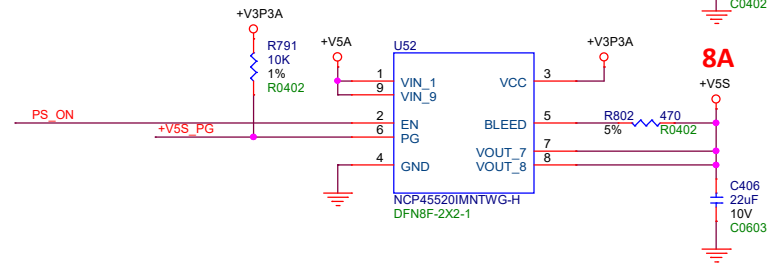 C0402
+V3P3A
R791
10K
1%
R0402
+V5A
U52
+V3P3A
8A
+V5S
1
9
VIN_1
VIN_9
VCC
3
PS_ON
2
EN
BLEED
5
R802
470
5%
R0402
+V5S_PG
6
PG
VOUT_7
7
4
GND
VOUT_8
8
NCP45520IMNTWG-H
DFN8F-2X2-1
C406
22uF
10V
C0603